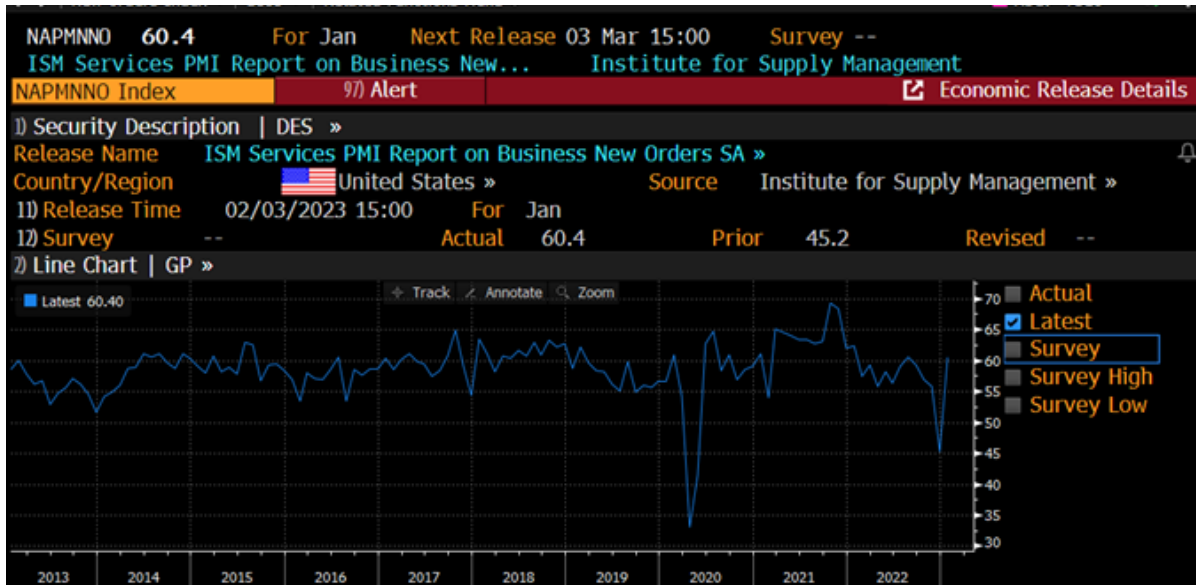 NAPMNNO 60.4 For Jan Next Release 03 Mar 15:00 Survey --
ISM Services PMI Report on Business New... Institute for Supply Management
NAPMNNO Index 97) Alert Economic Release Details
1) Security Description | DES »
Release Name ISM Services PMI Report on Business New Orders SA »
Country/Region United States » Source Institute for Supply Management »
11) Release Time 02/03/2023 15:00 For Jan
12) Survey -- Actual 60.4 Prior 45.2 Revised --
2) Line Chart | GP »
Latest 60.40 Track Annotate Zoom
70 Actual
65 Latest
60 Survey
55 Survey High
Survey Low
50
45
40
35
30
2013 2014 2015 2016 2017 2018 2019 2020 2021 2022